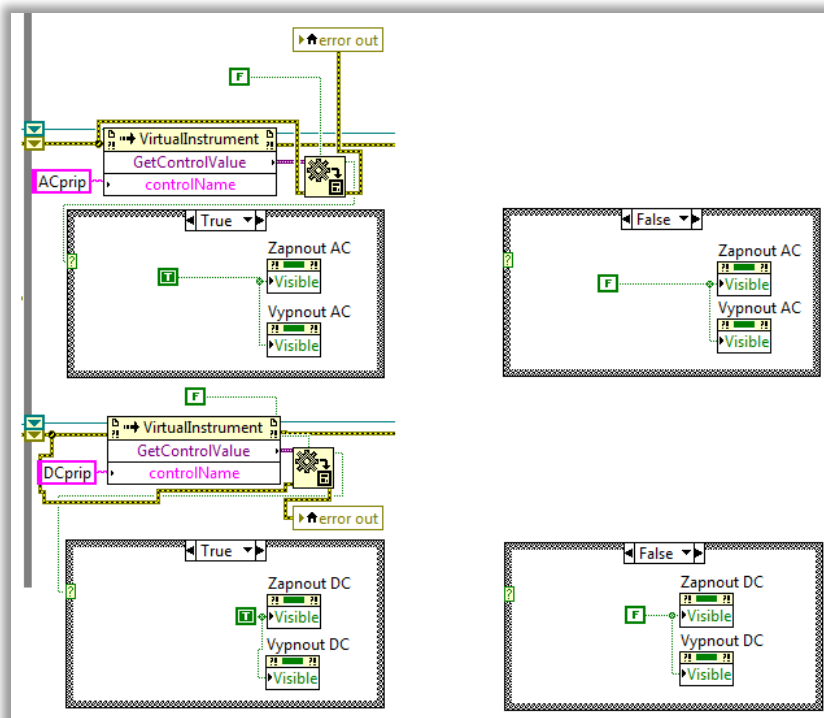 error out
F
VirtualInstrument
GetControlValue
ACprip
controlName
True
Zapnout AC
T
Visible
Vypnout AC
Visible
False
Zapnout AC
F
Visible
Vypnout AC
Visible
F
VirtualInstrument
GetControlValue
DCprip
controlName
error out
True
Zapnout DC
T
Visible
Vypnout DC
Visible
False
Zapnout DC
F
Visible
Vypnout DC
Visible